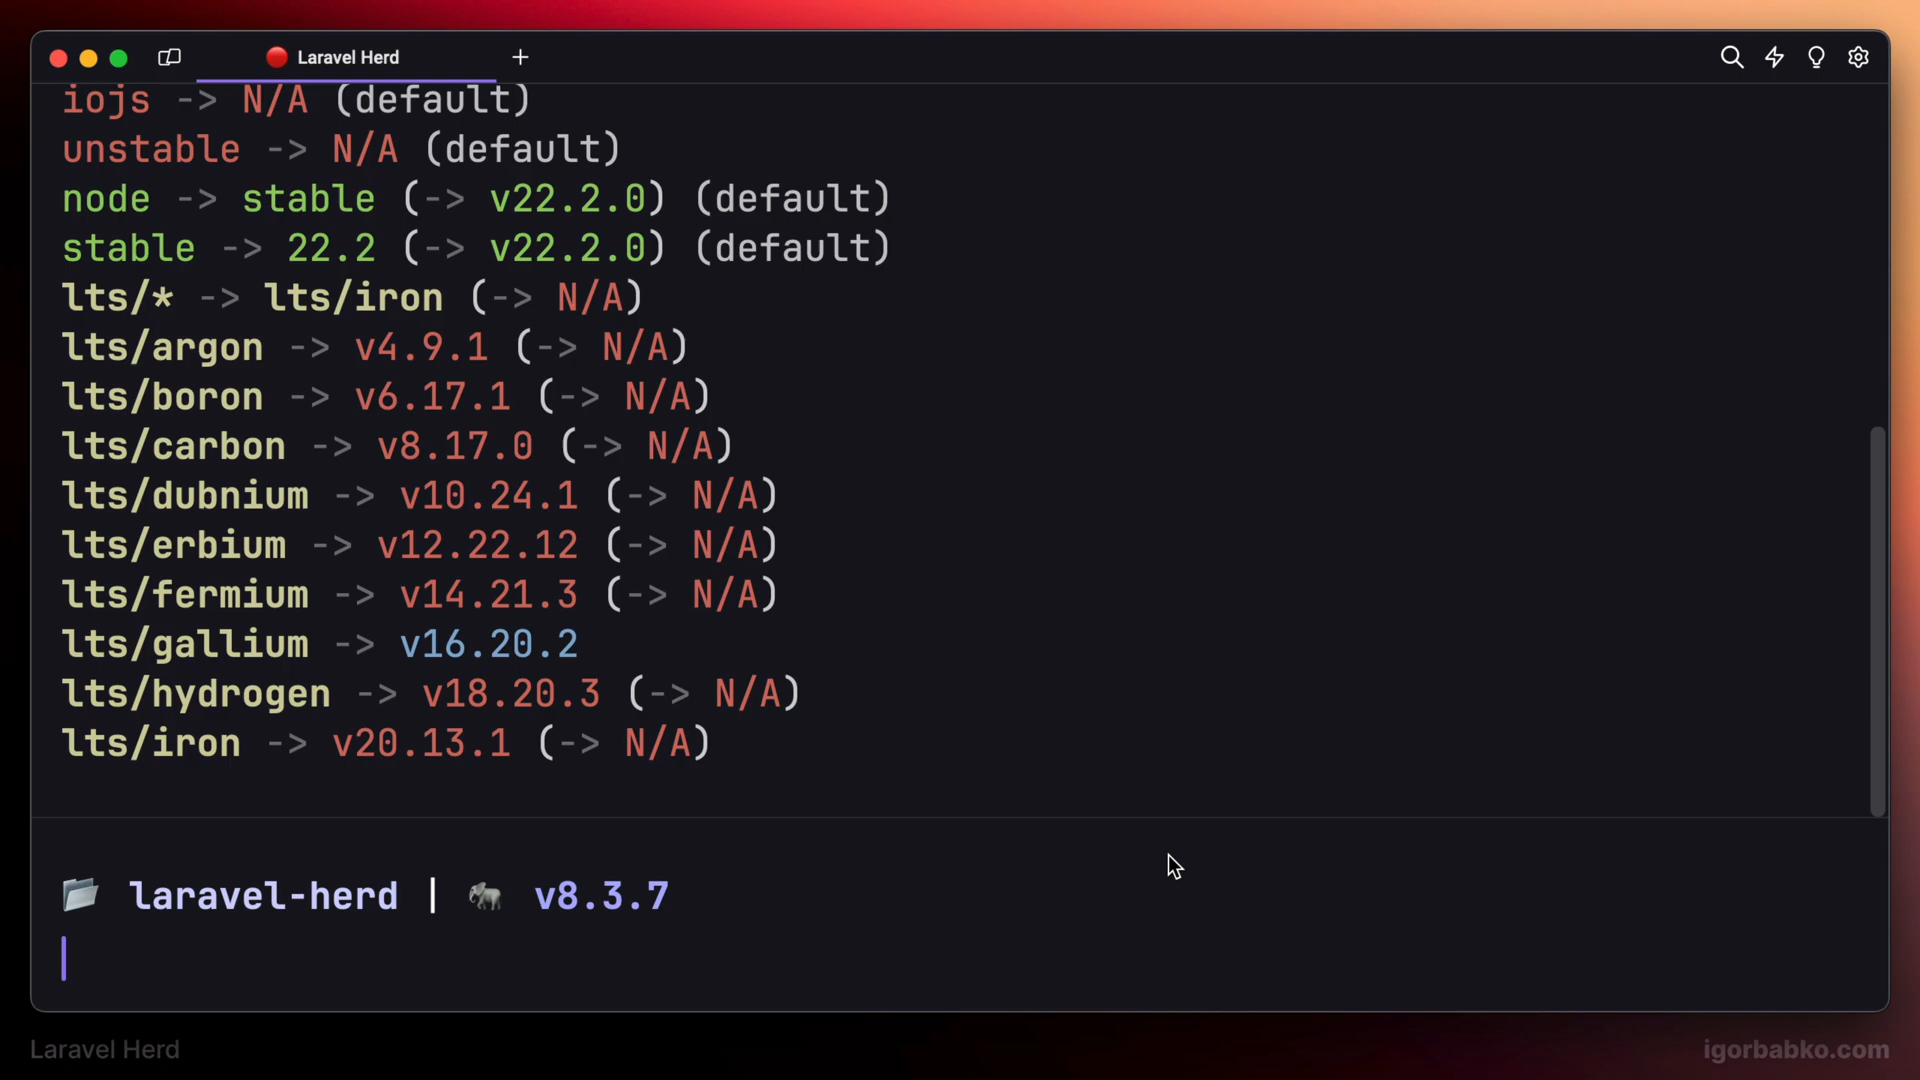 Laravel Herd
iojs -> N/A (default)
unstable -> N/A (default)
node -> stable (-> v22.2.0) (default)
stable -> 22.2 (-> v22.2.0) (default)
lts/* -> lts/iron (-> N/A)
lts/argon -> v4.9.1 (-> N/A)
lts/boron -> v6.17.1 (-> N/A)
lts/carbon -> v8.17.0 (-> N/A)
lts/dubnium -> v10.24.1 (-> N/A)
lts/erbium -> v12.22.12 (-> N/A)
lts/fermium -> v14.21.3 (-> N/A)
lts/gallium -> v16.20.2
lts/hydrogen -> v18.20.3 (-> N/A)
lts/iron -> v20.13.1 (-> N/A)
laravel-herd | v8.3.7
Laravel Herd
igorbabko.com